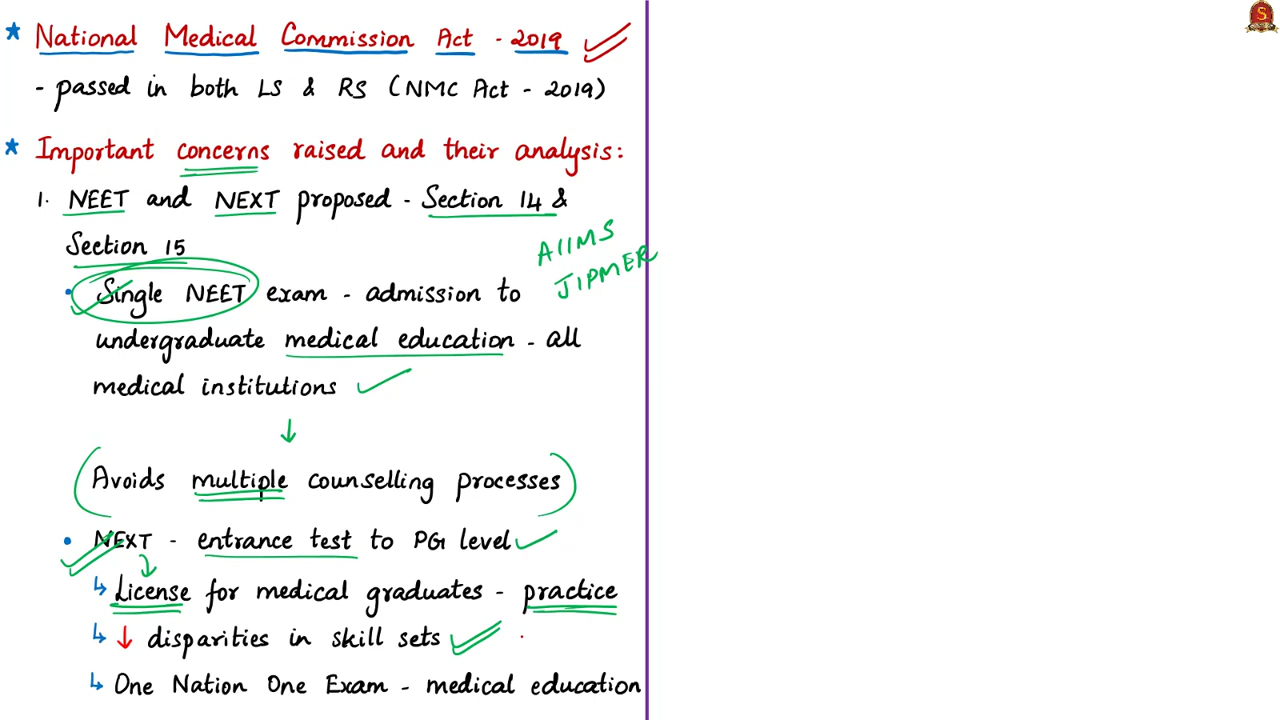 * National Medical Commission Act - 2019
- passed in both LS & RS (NMC Act - 2019)
* Important concerns raised and their analysis:
1. NEET and NEXT proposed - Section 14 &
Section 15
AIIMS
JIPMER
• Single NEET exam - admission to
undergraduate medical education - all
medical institutions
↓
(Avoids multiple counselling processes)
• NEXT - entrance test to PG level
↳ License for medical graduates - practice
↳ ↓ disparities in skill sets
↳ One Nation One Exam - medical education
S